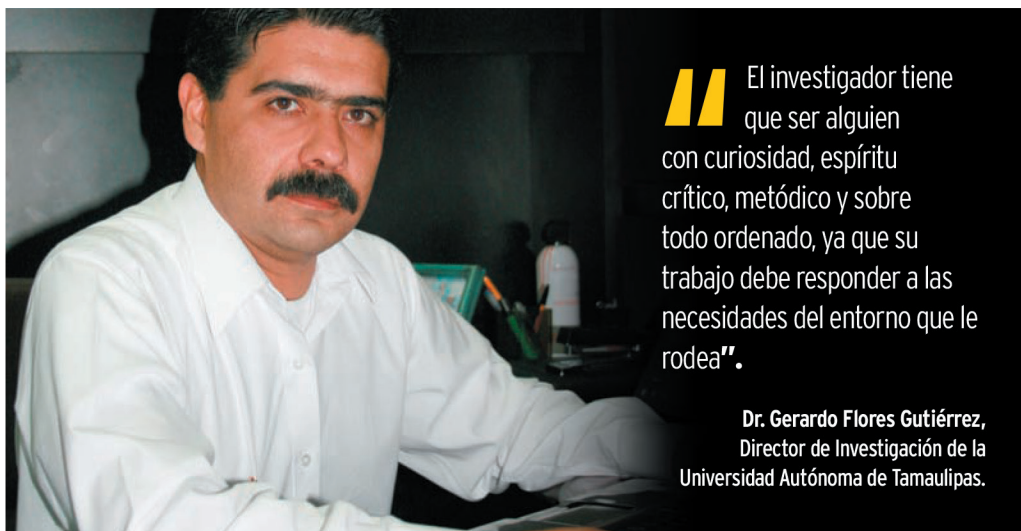 "El investigador tiene
que ser alguien
con curiosidad, espíritu
crítico, metódico y sobre
todo ordenado, ya que su
trabajo debe responder a las
necesidades del entorno que le
rodea".
Dr. Gerardo Flores Gutiérrez,
Director de Investigación de la
Universidad Autónoma de Tamaulipas.